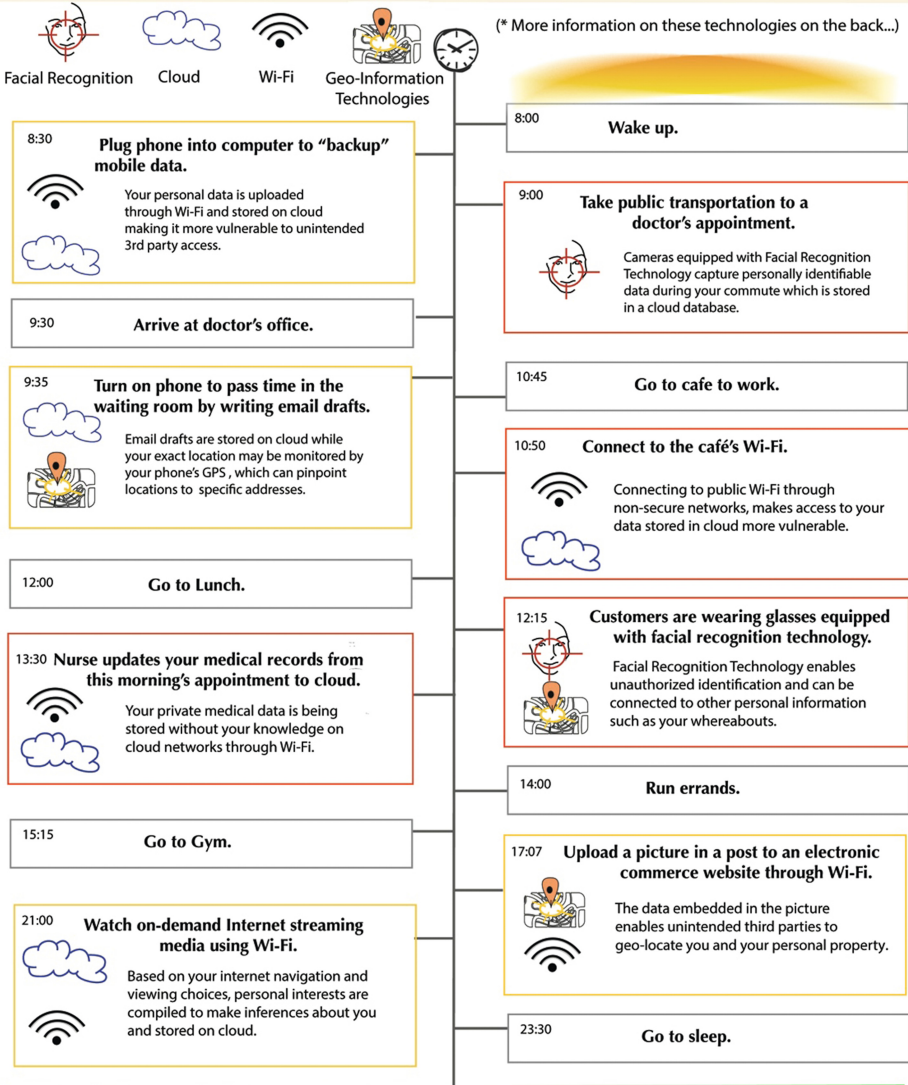 (* More information on these technologies on the back...)
Facial Recognition
Cloud
Wi-Fi
Geo-Information
Technologies
8:00
Wake up.
8:30
Plug phone into computer to “backup”
mobile data.
Your personal data is uploaded
through Wi-Fi and stored on cloud
making it more vulnerable to unintended
3rd party access.
9:00
Take public transportation to a
doctor’s appointment.
Cameras equipped with Facial Recognition
Technology capture personally identifiable
data during your commute which is stored
in a cloud database.
9:30
Arrive at doctor’s office.
9:35
Turn on phone to pass time in the
waiting room by writing email drafts.
Email drafts are stored on cloud while
your exact location may be monitored by
your phone’s GPS , which can pinpoint
locations to specific addresses.
10:45
Go to cafe to work.
10:50
Connect to the café’s Wi-Fi.
Connecting to public Wi-Fi through
non-secure networks, makes access to your
data stored in cloud more vulnerable.
12:00
Go to Lunch.
12:15
Customers are wearing glasses equipped
with facial recognition technology.
Facial Recognition Technology enables
unauthorized identification and can be
connected to other personal information
such as your whereabouts.
13:30
Nurse updates your medical records from
this morning’s appointment to cloud.
Your private medical data is being
stored without your knowledge on
cloud networks through Wi-Fi.
14:00
Run errands.
15:15
Go to Gym.
17:07
Upload a picture in a post to an electronic
commerce website through Wi-Fi.
The data embedded in the picture
enables unintended third parties to
geo-locate you and your personal property.
21:00
Watch on-demand Internet streaming
media using Wi-Fi.
Based on your internet navigation and
viewing choices, personal interests are
compiled to make inferences about you
and stored on cloud.
23:30
Go to sleep.